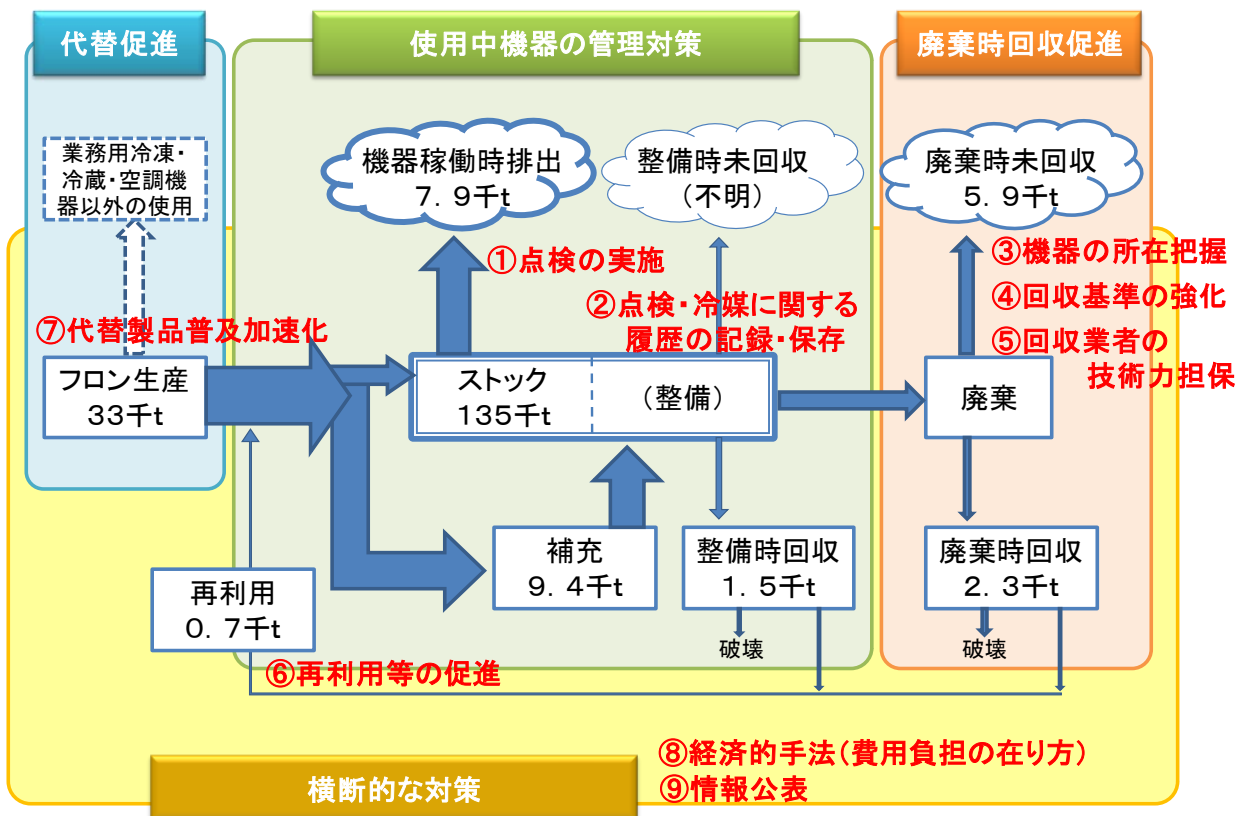 代替促進
使用中機器の管理対策
廃棄時回収促進
業務用冷凍・
冷蔵・空調機
器以外の使用
機器稼働時排出
7．9千t
整備時未回収
（不明）
廃棄時未回収
5．9千t
①点検の実施
②点検・冷媒に関する
履歴の記録・保存
③機器の所在把握
④回収基準の強化
⑤回収業者の
技術力担保
⑦代替製品普及加速化
フロン生産
33千t
ストック
135千t
（整備）
廃棄
補充
9．4千t
整備時回収
1．5千t
廃棄時回収
2．3千t
再利用
0．7千t
破壊
破壊
⑥再利用等の促進
⑧経済的手法（費用負担の在り方）
⑨情報公表
横断的な対策